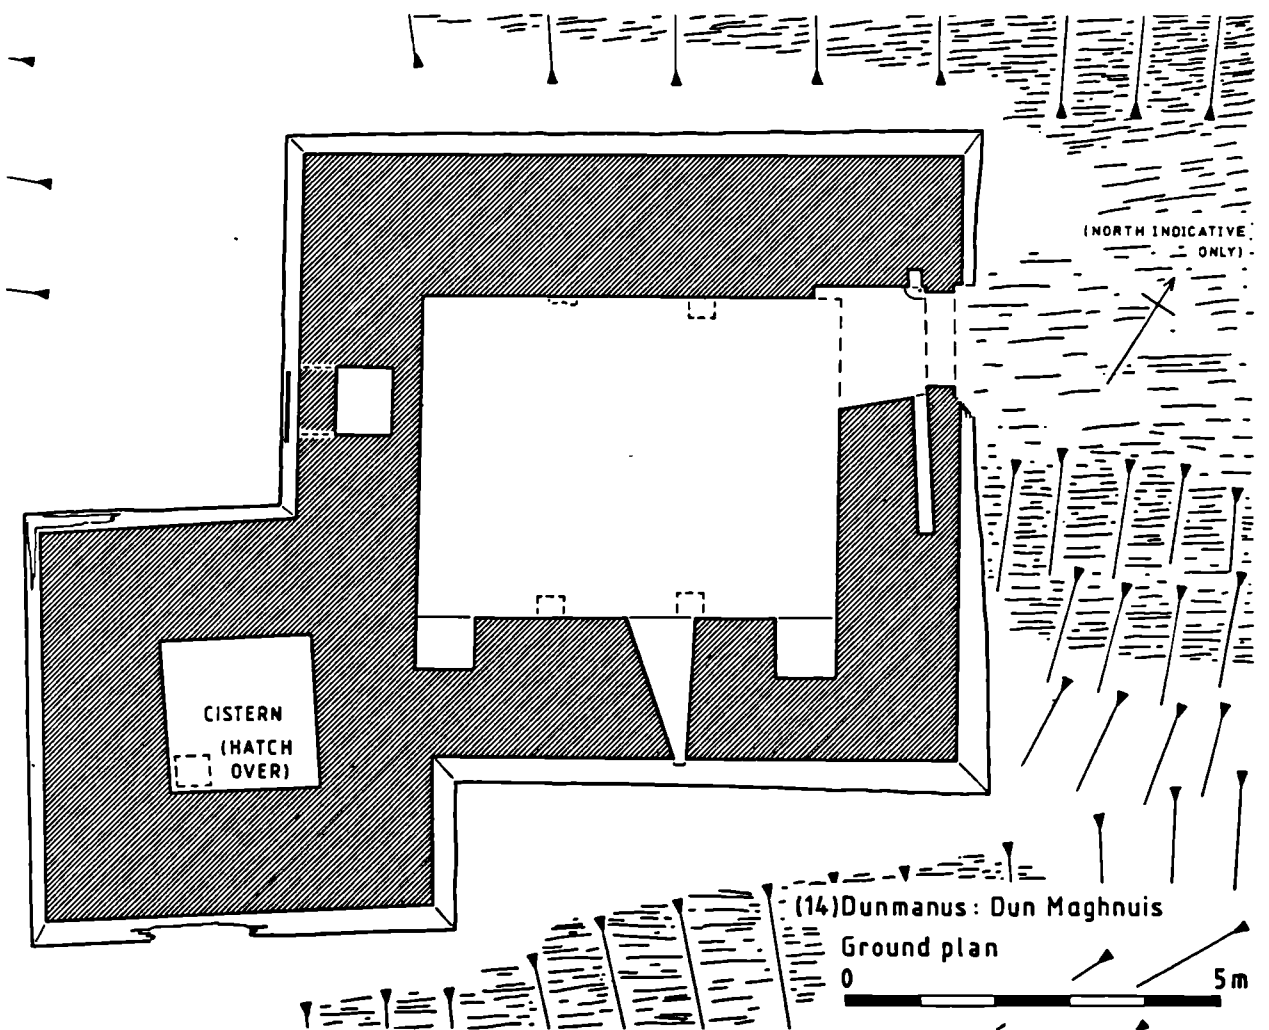 (NORTH INDICATIVE
ONLY)
CISTERN
(HATCH
OVER)
(14)Dunmanus: Dun Maghnuis
Ground plan
0 5m